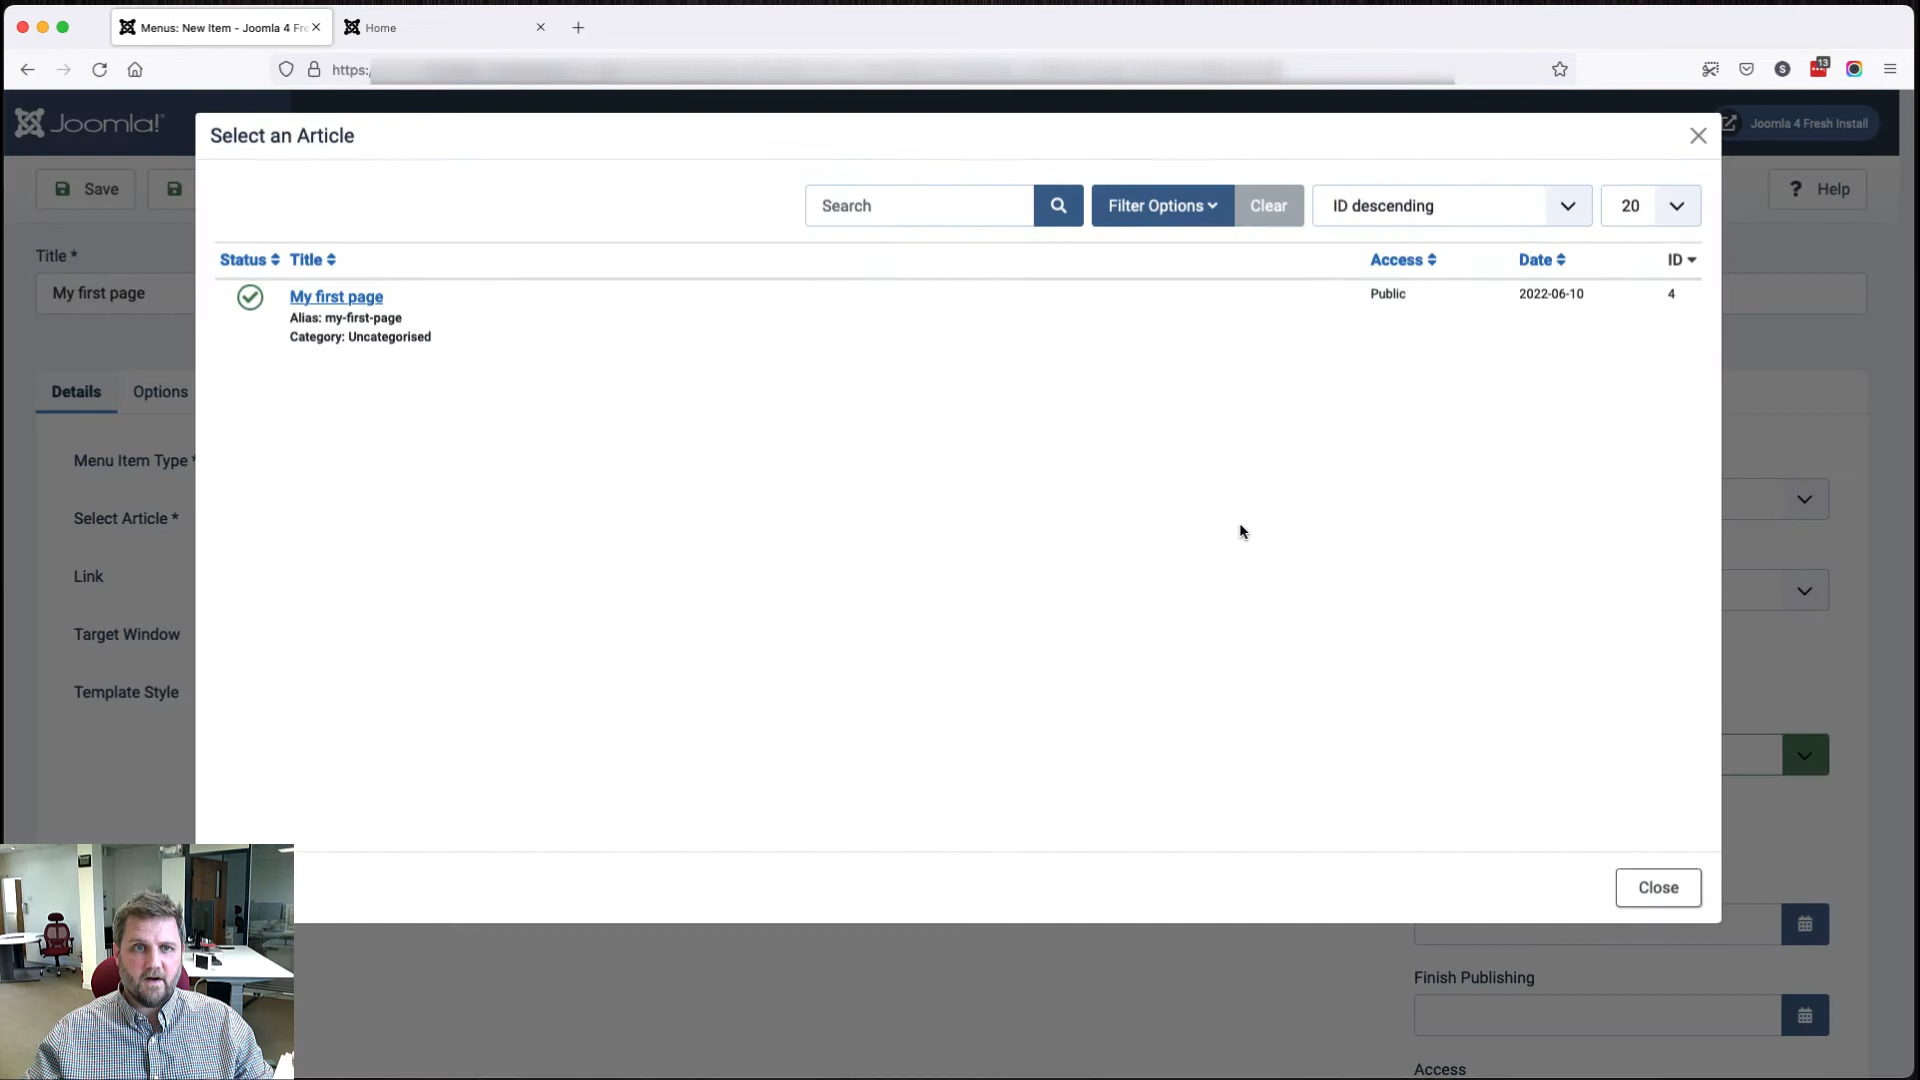 Menus: New Item - Joomla 4 Fre
Home
https:/
13
S
Joomla!
Joomla 4 Fresh Install
Select an Article
Save
Help
Search
Filter Options
Clear
ID descending
20
Title *
Status
Title
Access
Date
ID
My first page
My first page
Public
2022-06-10
4
Alias: my-first-page
Category: Uncategorised
Details
Options
Menu Item Type *
Select Article *
Link
Target Window
Template Style
Close
Finish Publishing
Access